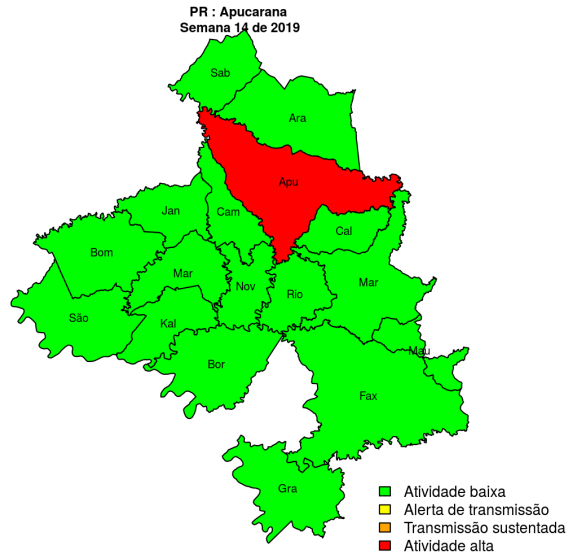 PR : Apucarana
Semana 14 de 2019
Sab
Ara
Apu
Jan
Cam
Cal
Bom
Mar
Nov
Rio
Mar
São
Kal
Mau
Bor
Fax
Gra
Atividade baixa
Alerta de transmissão
Transmissão sustentada
Atividade alta